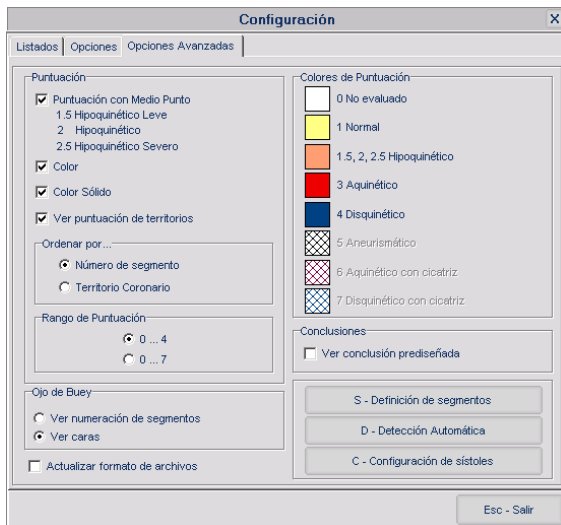 Configuración
X
Listados
Opciones
Opciones Avanzadas
Puntuación
Puntuación con Medio Punto
1.5 Hipoquinético Leve
2 Hipoquinético
2.5 Hipoquinético Severo
Color
Color Sólido
Ver puntuación de territorios
Ordenar por...
Número de segmento
Territorio Coronario
Rango de Puntuación
0 ... 4
0 ... 7
Ojo de Buey
Ver numeración de segmentos
Ver caras
Actualizar formato de archivos
Colores de Puntuación
0 No evaluado
1 Normal
1.5, 2, 2.5 Hipoquinético
3 Aquinético
4 Disquinético
5 Aneurismático
6 Aquinético con cicatriz
7 Disquinético con cicatriz
Conclusiones
Ver conclusión prediseñada
S - Definición de segmentos
D - Detección Automática
C - Configuración de sístoles
Esc - Salir